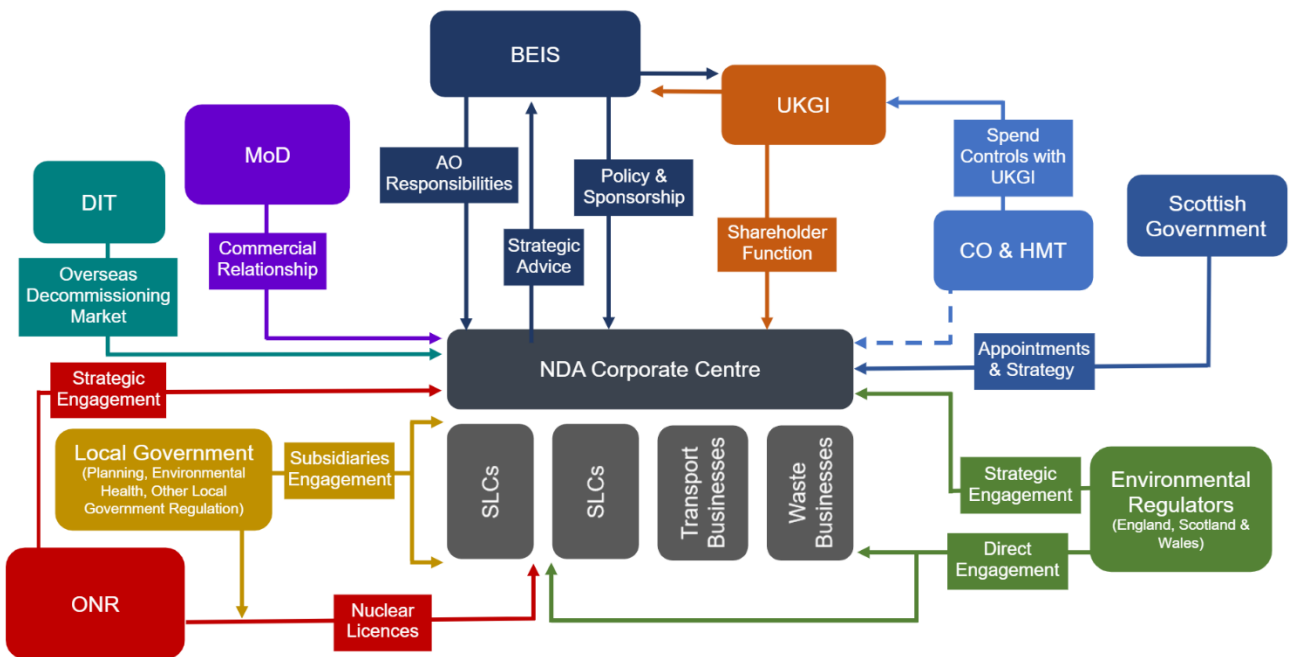 BEIS
UKGI
MoD
DIT
AO
Responsibilities
Policy &
Sponsorship
Strategic
Advice
Shareholder
Function
Spend
Controls with
UKGI
CO & HMT
Scottish
Government
Commercial
Relationship
Overseas
Decommissioning
Market
Appointments
& Strategy
NDA Corporate Centre
Strategic
Engagement
Local Government
(Planning, Environmental
Health, Other Local
Government Regulation)
Subsidiaries
Engagement
SLCs
SLCs
Transport
Businesses
Waste
Businesses
Strategic
Engagement
Environmental
Regulators
(England, Scotland &
Wales)
Direct
Engagement
ONR
Nuclear
Licences